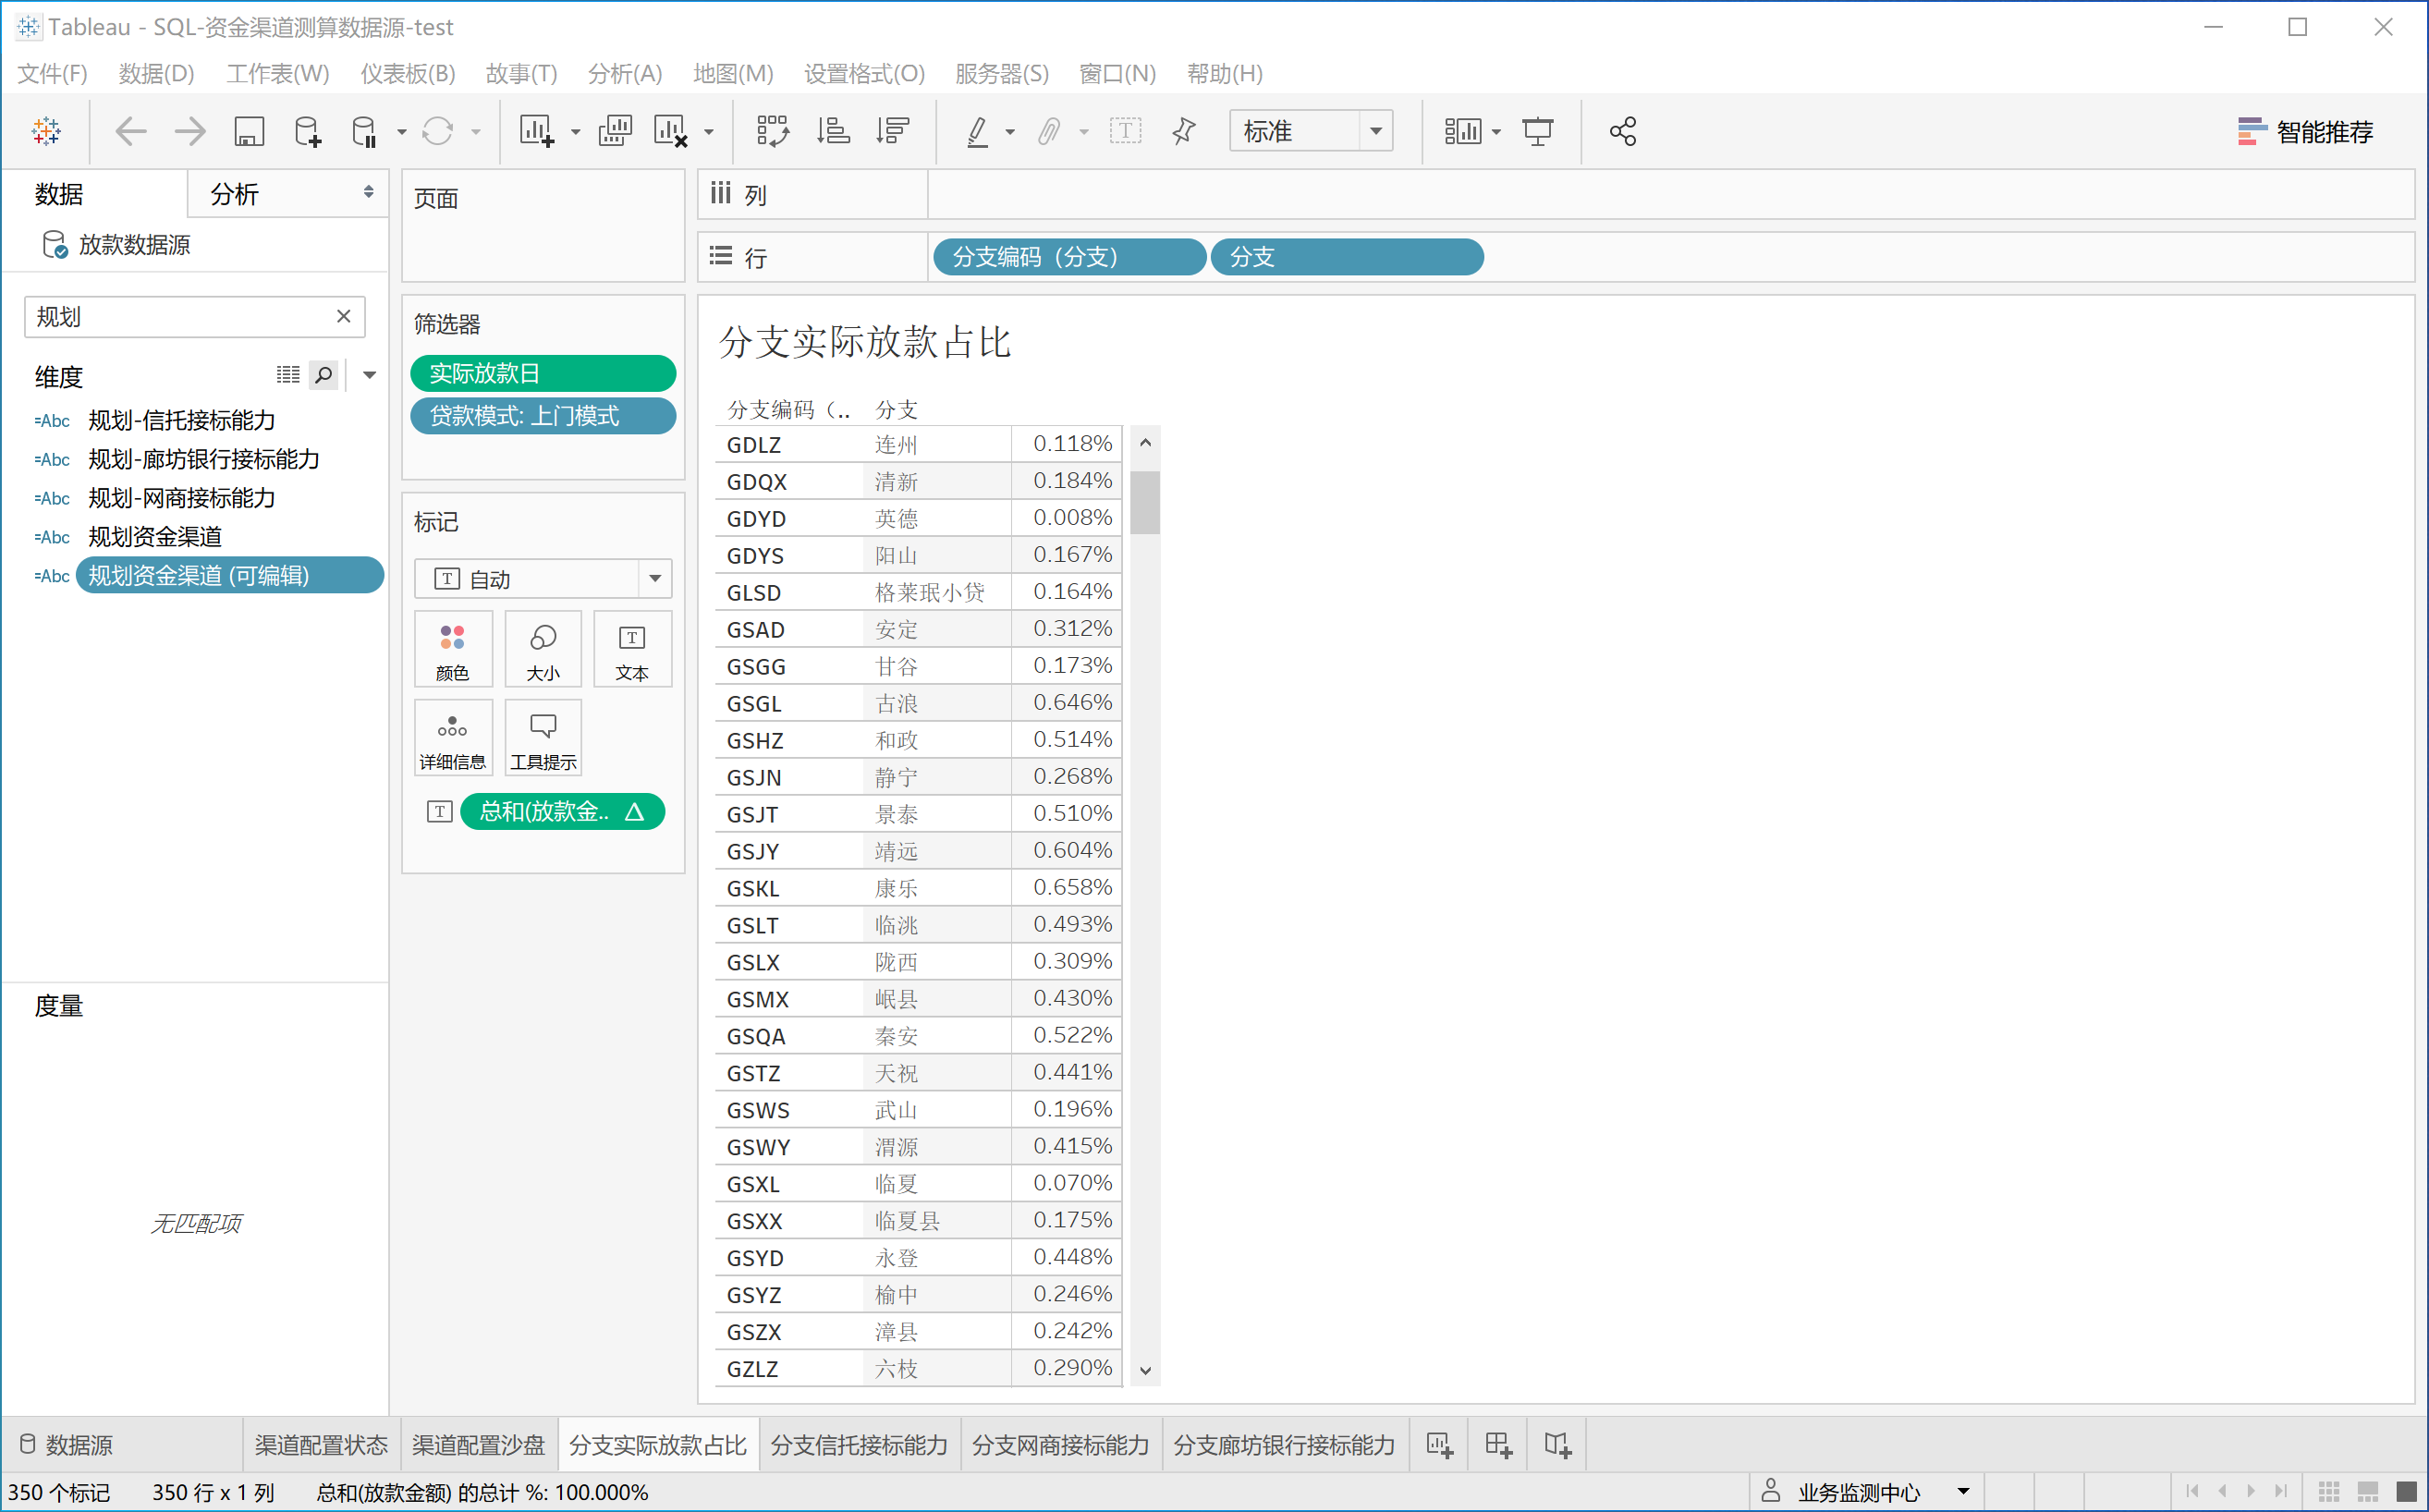 Tableau - SQL-资金渠道测算数据源-test
文件(F) 数据(D) 工作表(W) 仪表板(B) 故事(T) 分析(A) 地图(M) 设置格式(O) 服务器(S) 窗口(N) 帮助(H)
标准 智能推荐
数据 分析
放款数据源
规划
维度
Abc 规划-信托接标能力
Abc 规划-廊坊银行接标能力
Abc 规划-网商接标能力
Abc 规划资金渠道
Abc 规划资金渠道 (可编辑)
度量
无匹配项
页面
筛选器
实际放款日
贷款模式: 上门模式
标记
自动
颜色 大小 文本
详细信息 工具提示
总和(放款金..
列
行 分支编码（分支） 分支
分支实际放款占比
分支编码（.. 分支
GDLZ 连州 0.118%
GDQX 清新 0.184%
GDYD 英德 0.008%
GDYS 阳山 0.167%
GLSD 格莱珉小贷 0.164%
GSAD 安定 0.312%
GSGG 甘谷 0.173%
GSGL 古浪 0.646%
GSHZ 和政 0.514%
GSJN 静宁 0.268%
GSJT 景泰 0.510%
GSJY 靖远 0.604%
GSKL 康乐 0.658%
GSLT 临洮 0.493%
GSLX 陇西 0.309%
GSMX 岷县 0.430%
GSQA 秦安 0.522%
GSTZ 天祝 0.441%
GSWS 武山 0.196%
GSWY 渭源 0.415%
GSXL 临夏 0.070%
GSXX 临夏县 0.175%
GSYD 永登 0.448%
GSYZ 榆中 0.246%
GSZX 漳县 0.242%
GZLZ 六枝 0.290%
数据源 渠道配置状态 渠道配置沙盘 分支实际放款占比 分支信托接标能力 分支网商接标能力 分支廊坊银行接标能力
350 个标记 350 行 x 1 列 总和(放款金额) 的总计 %: 100.000% 业务监测中心